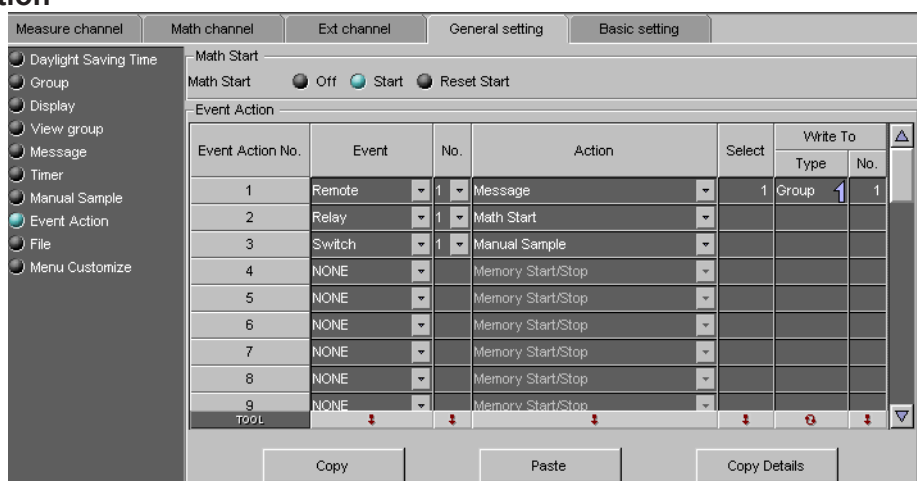 tion
Measure channel Math channel Ext channel General setting Basic setting
Daylight Saving Time
Group
Display
View group
Message
Timer
Manual Sample
Event Action
File
Menu Customize
Math Start
Math Start Off Start Reset Start
Event Action
Event Action No. Event No. Action Select Write To
Type No.
1 Remote 1 Message 1 Group 1
2 Relay 1 Math Start
3 Switch 1 Manual Sample
4 NONE Memory Start/Stop
5 NONE Memory Start/Stop
6 NONE Memory Start/Stop
7 NONE Memory Start/Stop
8 NONE Memory Start/Stop
9 NONE Memory Start/Stop
TOOL
Copy Paste Copy Details